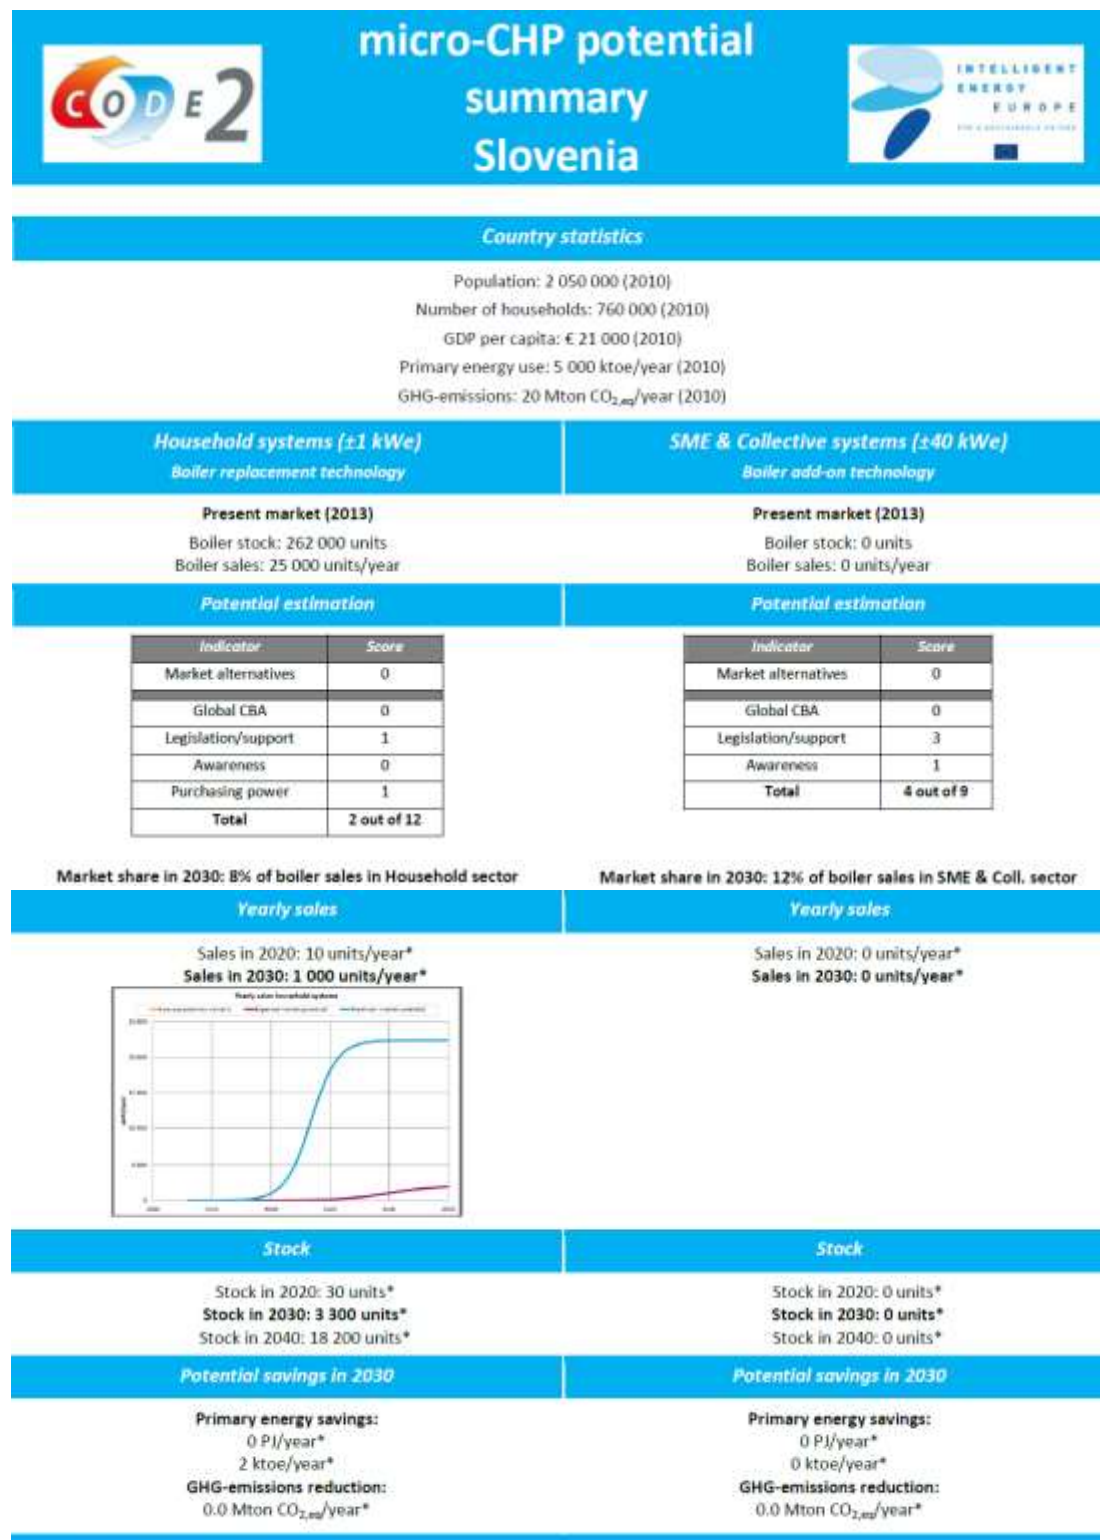 micro-CHP potential
summary
Slovenia
CODE2
INTELLIGENT
ENERGY
EUROPE
Country statistics
Population: 2 050 000 (2010)
Number of households: 760 000 (2010)
GDP per capita: € 21 000 (2010)
Primary energy use: 5 000 ktoe/year (2010)
GHG-emissions: 20 Mton CO2,eq/year (2010)
Household systems (±1 kWe)
Boiler replacement technology
SME & Collective systems (±40 kWe)
Boiler add-on technology
Present market (2013)
Boiler stock: 262 000 units
Boiler sales: 25 000 units/year
Present market (2013)
Boiler stock: 0 units
Boiler sales: 0 units/year
Potential estimation
Potential estimation
Indicator Score
Market alternatives 0
Global CBA 0
Legislation/support 1
Awareness 0
Purchasing power 1
Total 2 out of 12
Indicator Score
Market alternatives 0
Global CBA 0
Legislation/support 3
Awareness 1
Total 4 out of 9
Market share in 2030: 8% of boiler sales in Household sector
Market share in 2030: 12% of boiler sales in SME & Coll. sector
Yearly sales
Yearly sales
Sales in 2020: 10 units/year*
Sales in 2030: 1 000 units/year*
Sales in 2020: 0 units/year*
Sales in 2030: 0 units/year*
Yearly sales household systems
Stock
Stock
Stock in 2020: 30 units*
Stock in 2030: 3 300 units*
Stock in 2040: 18 200 units*
Stock in 2020: 0 units*
Stock in 2030: 0 units*
Stock in 2040: 0 units*
Potential savings in 2030
Potential savings in 2030
Primary energy savings:
0 PJ/year*
2 ktoe/year*
GHG-emissions reduction:
0.0 Mton CO2,eq/year*
Primary energy savings:
0 PJ/year*
0 ktoe/year*
GHG-emissions reduction:
0.0 Mton CO2,eq/year*